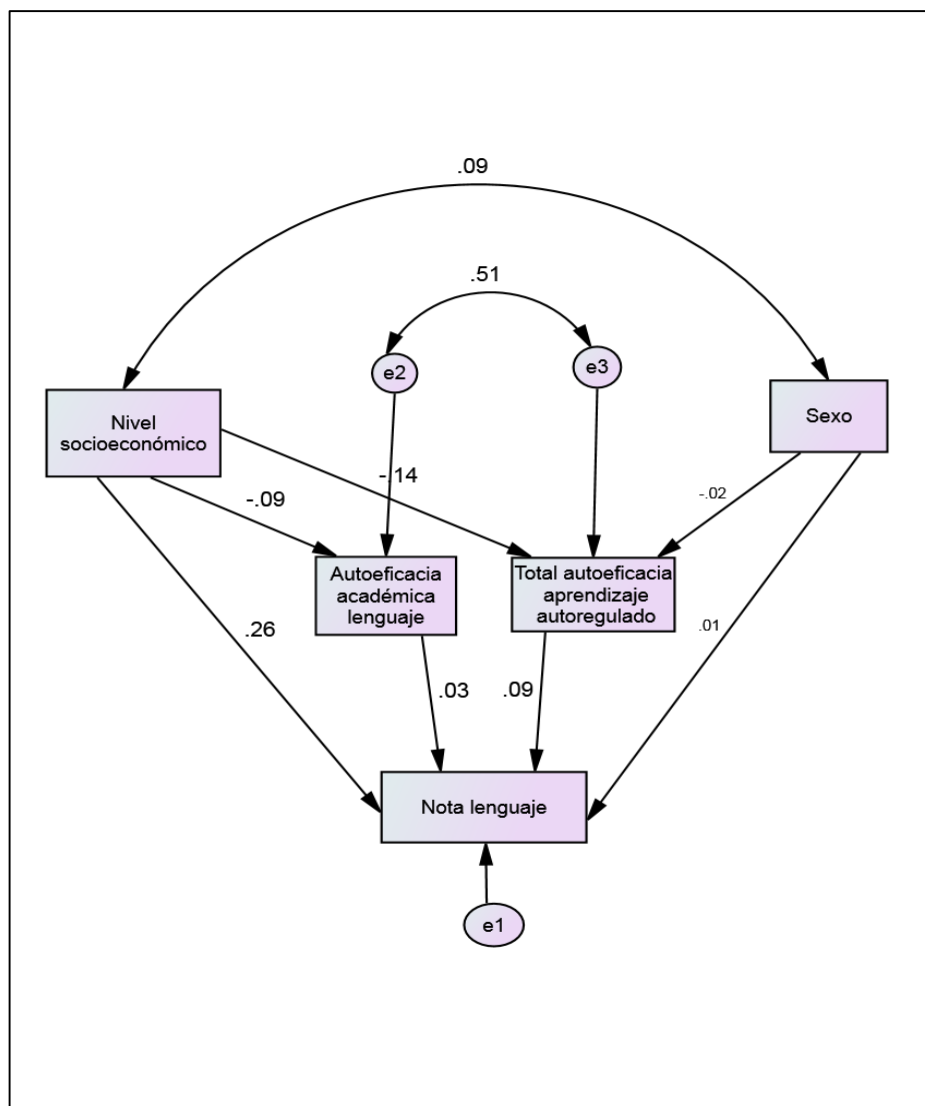 .09
.51
e2
e3
Nivel
socioeconómico
Sexo
-.14
-.09
-.02
Autoeficacia
académica
lenguaje
Total autoeficacia
aprendizaje
autoregulado
.26
.01
.03
.09
Nota lenguaje
e1